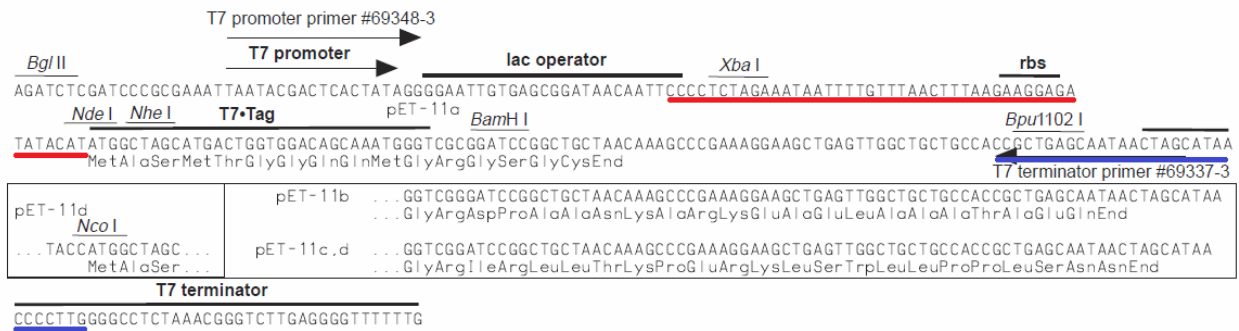 T7 promoter primer #69348-3
Bgl II T7 promoter lac operator Xba I rbs
AGATCTCGATCCCGCGAAATTAATACGACTCACTATAGGGGAATTGTGAGCGGATAACAATTCCCCTCTAGAAATAATTTTGTTTAACTTTAAGAAGGAGA
pET-11a
Nde I Nhe I T7•Tag BamH I Bpu1102 I
TATACATATGGCTAGCATGACTGGTGGACAGCAAATGGGTCGCGGATCCGGCTGCTAACAAAGCCCGAAAGGAAGCTGAGTTGGCTGCTGCCACCGCTGAGCAATAACTAGCATAA
MetAlaSerMetThrGlyGlyGlnGlnMetGlyArgGlySerGlyCysEnd
T7 terminator primer #69337-3
pET-11b ...GGTCGGGATCCGGCTGCTAACAAAGCCCGAAAGGAAGCTGAGTTGGCTGCTGCCACCGCTGAGCAATAACTAGCATAA
...GlyArgAspProAlaAlaAsnLysAlaArgLysGluAlaGluLeuAlaAlaAlaThrAlaGluGlnEnd
pET-11d
Nco I
...TACCATGGCTAGC...
MetAlaSer...
pET-11c,d ...GGTCGGATCCGGCTGCTAACAAAGCCCGAAAGGAAGCTGAGTTGGCTGCTGCCACCGCTGAGCAATAACTAGCATAA
...GlyArgIleArgLeuLeuThrLysProGluArgLysLeuSerTrpLeuLeuProProLeuSerAsnAsnEnd
T7 terminator
CCCCTTGGGGCCTCTAAACGGGTCTTGAGGGGTTTTTTG